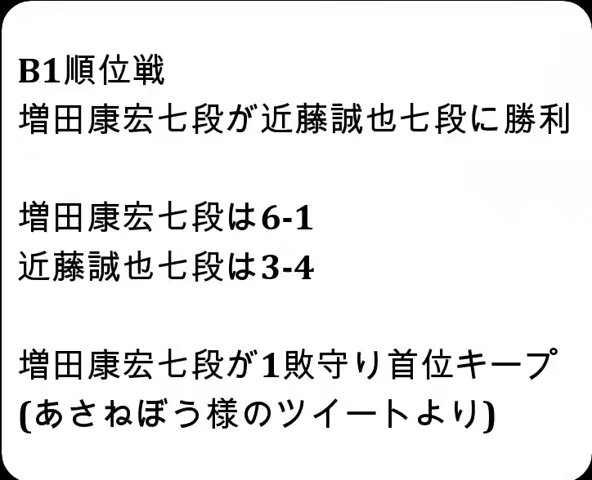 B1順位戦
増田康宏七段が近藤誠也七段に勝利
増田康宏七段は6-1
近藤誠也七段は3-4
増田康宏七段が1敗守り首位キープ
(あさねぼう様のツイートより)